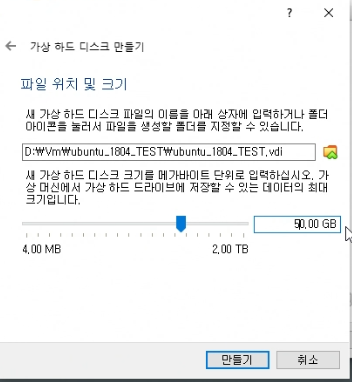 ?
가상 하드 디스크 만들기
파일 위치 및 크기
새 가상 하드 디스크 파일의 이름을 아래 상자에 입력하거나 폴더
아이콘을 눌러서 파일을 생성할 폴더를 지정할 수 있습니다.
D:₩Vm₩ubuntu_1804_TEST₩ubuntu_1804_TEST,vdi
새 가상 하드 디스크 크기를 메가바이트 단위로 입력하십시오. 가
상 머신에서 가상 하드 드라이브에 저장할 수 있는 데이터의 최대
크기입니다.
50,00 GB
4,00 MB 2,00 TB
만들기 취소